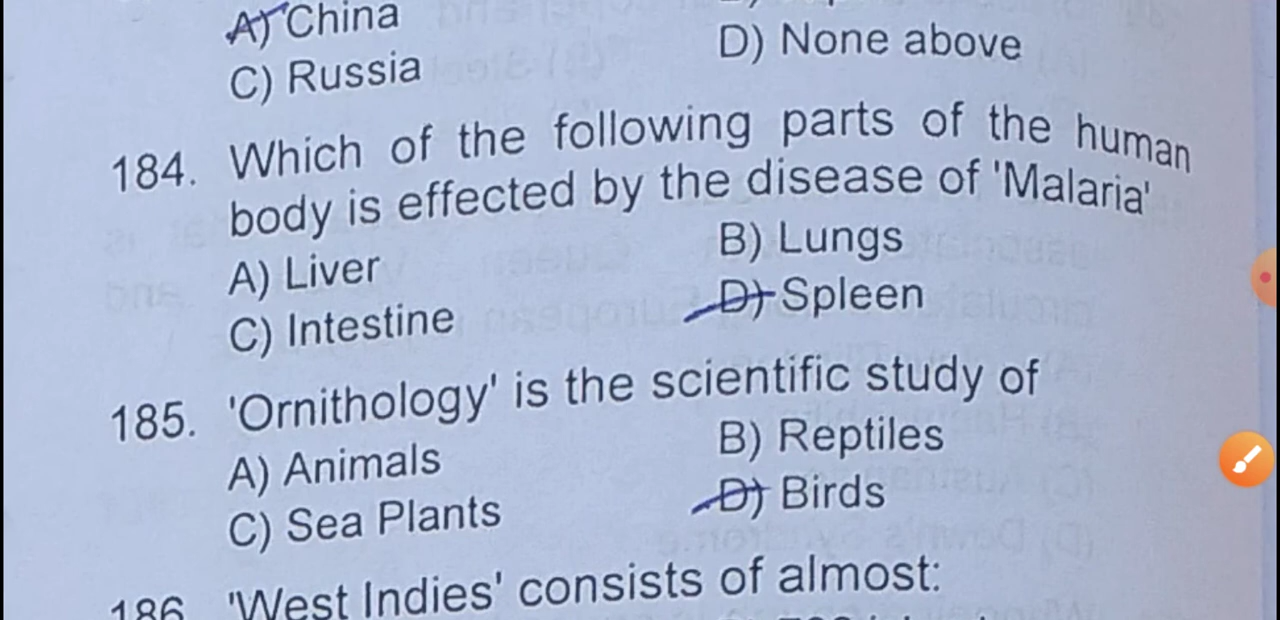 A) China
C) Russia
D) None above
184. Which of the following parts of the human
body is effected by the disease of 'Malaria'
A) Liver
B) Lungs
C) Intestine
D) Spleen
185. 'Ornithology' is the scientific study of
A) Animals
B) Reptiles
C) Sea Plants
D) Birds
186 'West Indies' consists of almost: